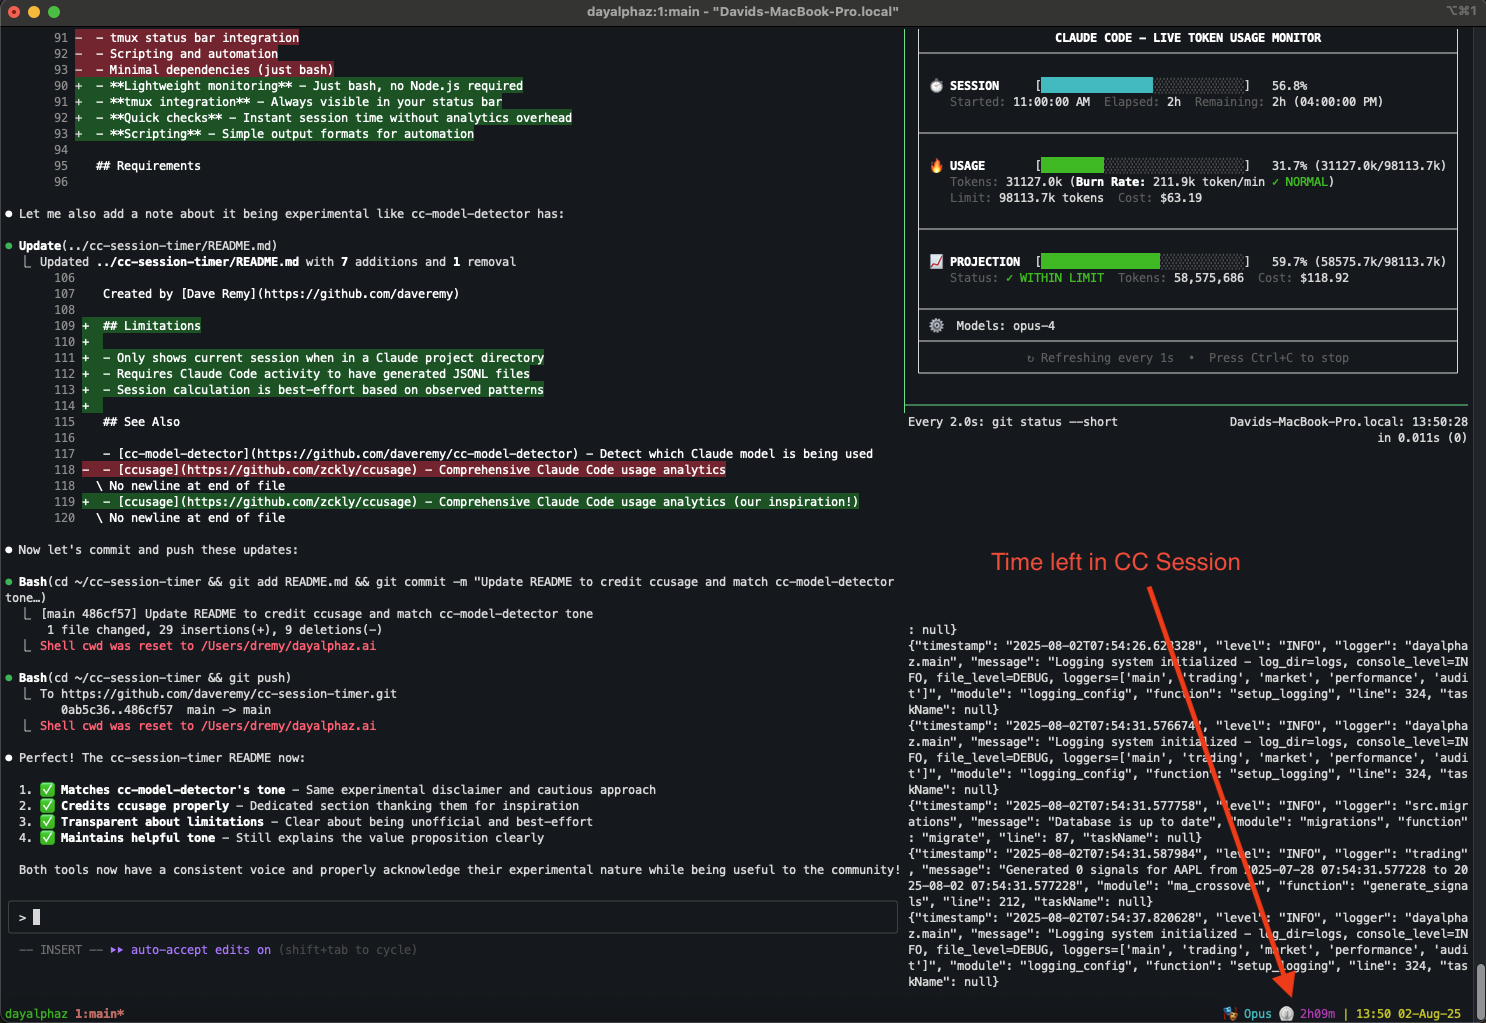 dayalphaz:1:main - "Davids-MacBook-Pro.local"
⌥⌘1
91 -  - tmux status bar integration
92 -  - Scripting and automation
93 -  - Minimal dependencies (just bash)
90 +  - **Lightweight monitoring** - Just bash, no Node.js required
91 +  - **tmux integration** - Always visible in your status bar
92 +  - **Quick checks** - Instant session time without analytics overhead
93 +  - **Scripting** - Simple output formats for automation
94
95    ## Requirements
96
● Let me also add a note about it being experimental like cc-model-detector has:
● Update(../cc-session-timer/README.md)
⎿ Updated ../cc-session-timer/README.md with 7 additions and 1 removal
106
107    Created by [Dave Remy](https://github.com/daveremy)
108
109 +  ## Limitations
110 +
111 +  - Only shows current session when in a Claude project directory
112 +  - Requires Claude Code activity to have generated JSONL files
113 +  - Session calculation is best-effort based on observed patterns
114 +
115    ## See Also
116
117    - [cc-model-detector](https://github.com/daveremy/cc-model-detector) - Detect which Claude model is being used
118 -  - [ccusage](https://github.com/zckly/ccusage) - Comprehensive Claude Code usage analytics
118   \ No newline at end of file
119 +  - [ccusage](https://github.com/zckly/ccusage) - Comprehensive Claude Code usage analytics (our inspiration!)
120   \ No newline at end of file
● Now let's commit and push these updates:
● Bash(cd ~/cc-session-timer && git add README.md && git commit -m "Update README to credit ccusage and match cc-model-detector
tone…)
⎿ [main 486cf57] Update README to credit ccusage and match cc-model-detector tone
1 file changed, 29 insertions(+), 9 deletions(-)
⎿ Shell cwd was reset to /Users/dremy/dayalphaz.ai
● Bash(cd ~/cc-session-timer && git push)
⎿ To https://github.com/daveremy/cc-session-timer.git
0ab5c36..486cf57  main -> main
⎿ Shell cwd was reset to /Users/dremy/dayalphaz.ai
● Perfect! The cc-session-timer README now:
1. ✅ Matches cc-model-detector's tone - Same experimental disclaimer and cautious approach
2. ✅ Credits ccusage properly - Dedicated section thanking them for inspiration
3. ✅ Transparent about limitations - Clear about being unofficial and best-effort
4. ✅ Maintains helpful tone - Still explains the value proposition clearly
Both tools now have a consistent voice and properly acknowledge their experimental nature while being useful to the community!
>
-- INSERT -- ⏵⏵ auto-accept edits on (shift+tab to cycle)
CLAUDE CODE - LIVE TOKEN USAGE MONITOR
SESSION [ ] 56.8%
Started: 11:00:00 AM  Elapsed: 2h  Remaining: 2h (04:00:00 PM)
USAGE [ ] 31.7% (31127.0k/98113.7k)
Tokens: 31127.0k (Burn Rate: 211.9k token/min ✓ NORMAL)
Limit: 98113.7k tokens  Cost: $63.19
PROJECTION [ ] 59.7% (58575.7k/98113.7k)
Status: ✓ WITHIN LIMIT  Tokens: 58,575,686  Cost: $118.92
Models: opus-4
↻ Refreshing every 1s  •  Press Ctrl+C to stop
Every 2.0s: git status --short    Davids-MacBook-Pro.local: 13:50:28
in 0.011s (0)
Time left in CC Session
: null}
{"timestamp": "2025-08-02T07:54:26.628328", "level": "INFO", "logger": "dayalpha
z.main", "message": "Logging system initialized - log_dir=logs, console_level=IN
FO, file_level=DEBUG, loggers=['main', 'trading', 'market', 'performance', 'audi
t']", "module": "logging_config", "function": "setup_logging", "line": 324, "tas
kName": null}
{"timestamp": "2025-08-02T07:54:31.576674", "level": "INFO", "logger": "dayalpha
z.main", "message": "Logging system initialized - log_dir=logs, console_level=IN
FO, file_level=DEBUG, loggers=['main', 'trading', 'market', 'performance', 'audi
t']", "module": "logging_config", "function": "setup_logging", "line": 324, "tas
kName": null}
{"timestamp": "2025-08-02T07:54:31.577758", "level": "INFO", "logger": "src.migr
ations", "message": "Database is up to date", "module": "migrations", "function"
: "migrate", "line": 87, "taskName": null}
{"timestamp": "2025-08-02T07:54:31.587984", "level": "INFO", "logger": "trading"
, "message": "Generated 0 signals for AAPL from 2025-07-28 07:54:31.577228 to 20
25-08-02 07:54:31.577228", "module": "ma_crossover", "function": "generate_signa
ls", "line": 212, "taskName": null}
{"timestamp": "2025-08-02T07:54:37.820628", "level": "INFO", "logger": "dayalpha
z.main", "message": "Logging system initialized - log_dir=logs, console_level=IN
FO, file_level=DEBUG, loggers=['main', 'trading', 'market', 'performance', 'audi
t']", "module": "logging_config", "function": "setup_logging", "line": 324, "tas
kName": null}
dayalphaz 1:main*
Opus 2h09m | 13:50 02-Aug-25